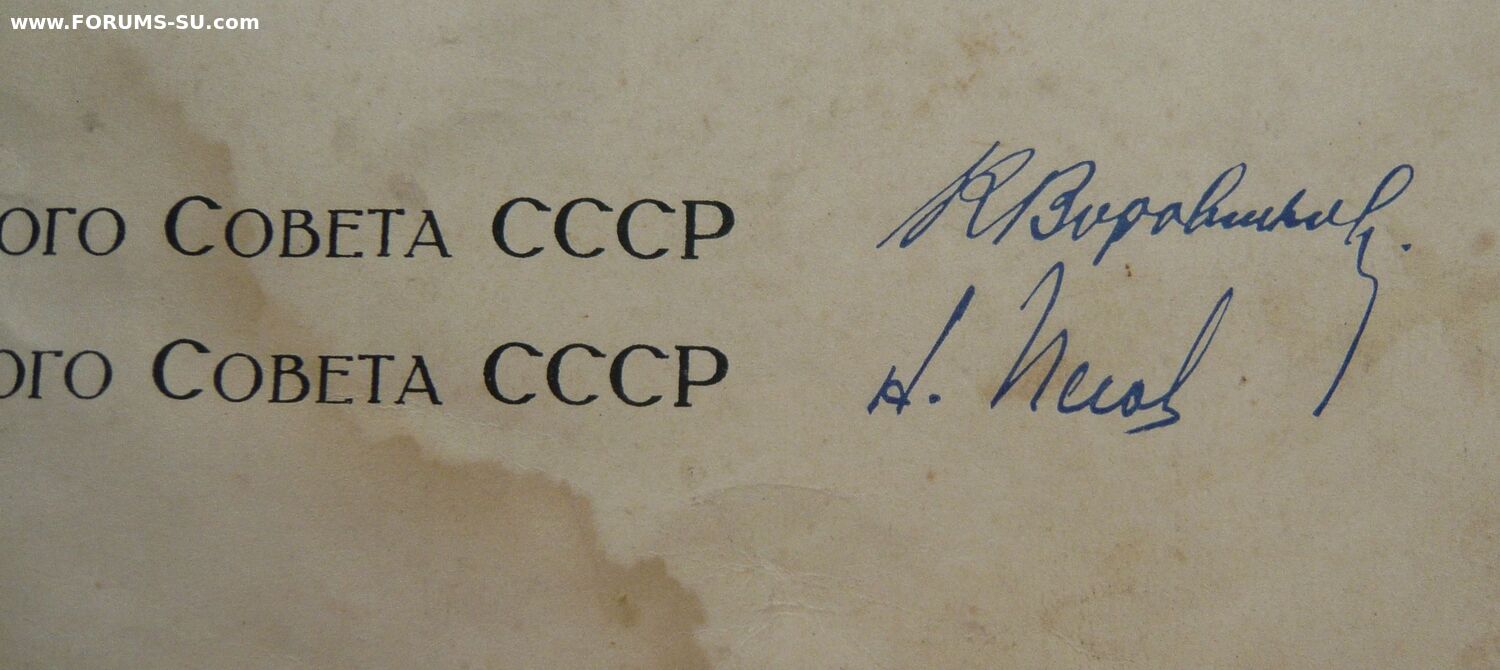 www.FORUMS-SU.com
ого Совета СССР К Ворошилов.
ого Совета СССР Н. Пегов